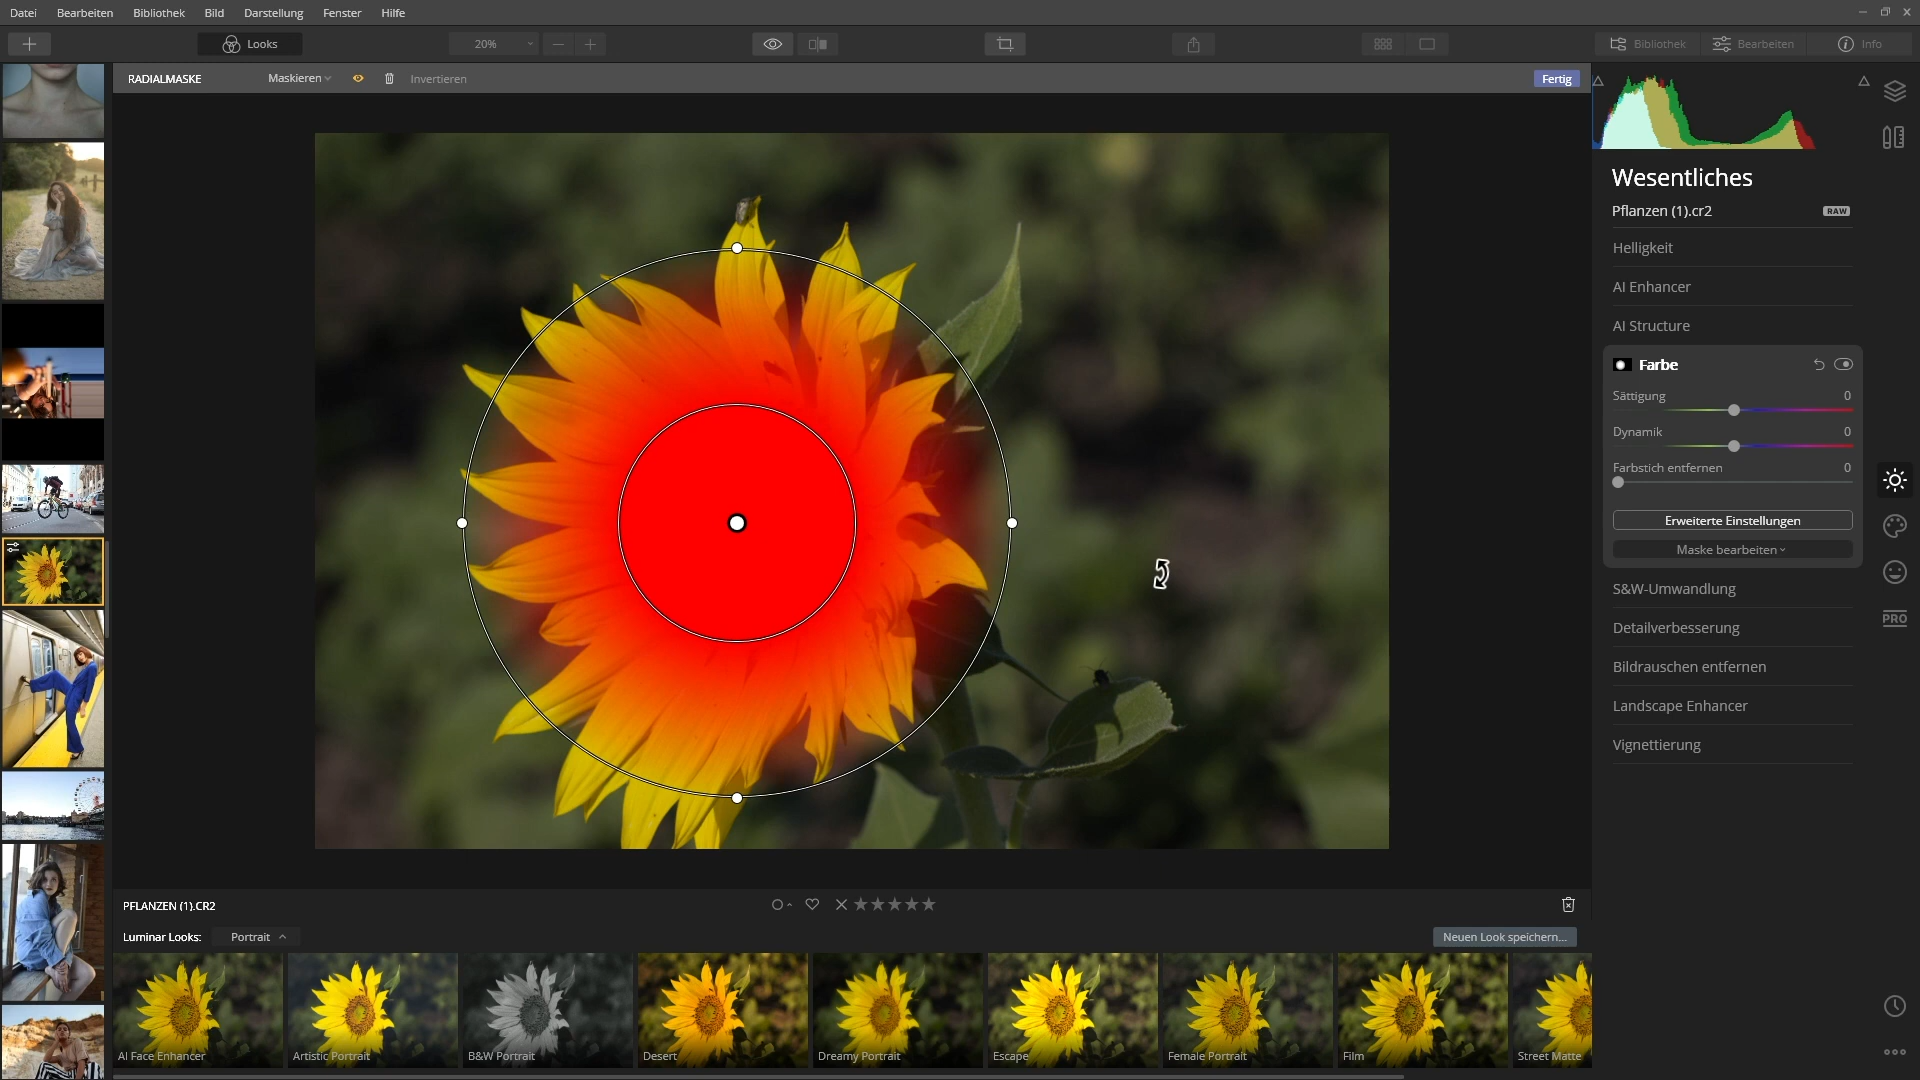 Datei Bearbeiten Bibliothek Bild Darstellung Fenster Hilfe
Looks 20% Bibliothek Bearbeiten Info
RADIALMASKE Maskieren Invertieren Fertig
Wesentliches
Pflanzen (1).cr2 RAW
Helligkeit
AI Enhancer
AI Structure
Farbe
Sättigung 0
Dynamik 0
Farbstich entfernen 0
Erweiterte Einstellungen
Maske bearbeiten
S&W-Umwandlung
PRO
Detailverbesserung
Bildrauschen entfernen
Landscape Enhancer
Vignettierung
PFLANZEN (1).CR2
Luminar Looks: Portrait Neuen Look speichern...
AI Face Enhancer Artistic Portrait B&W Portrait Desert Dreamy Portrait Escape Female Portrait Film Street Matte